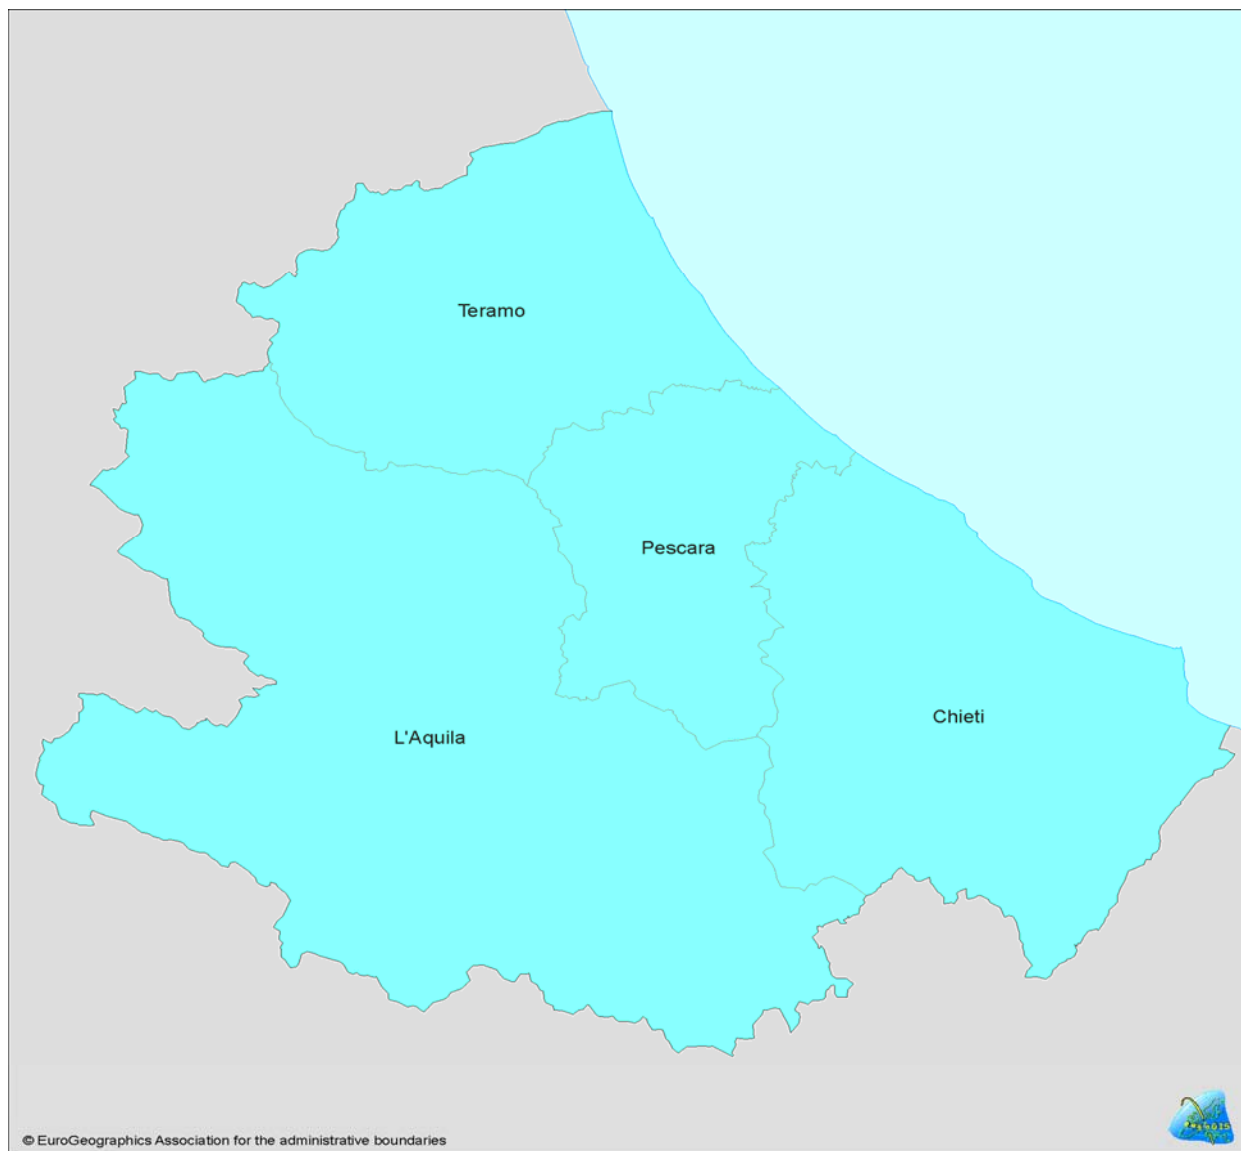 Teramo
Pescara
Chieti
L'Aquila
© EuroGeographics Association for the administrative boundaries